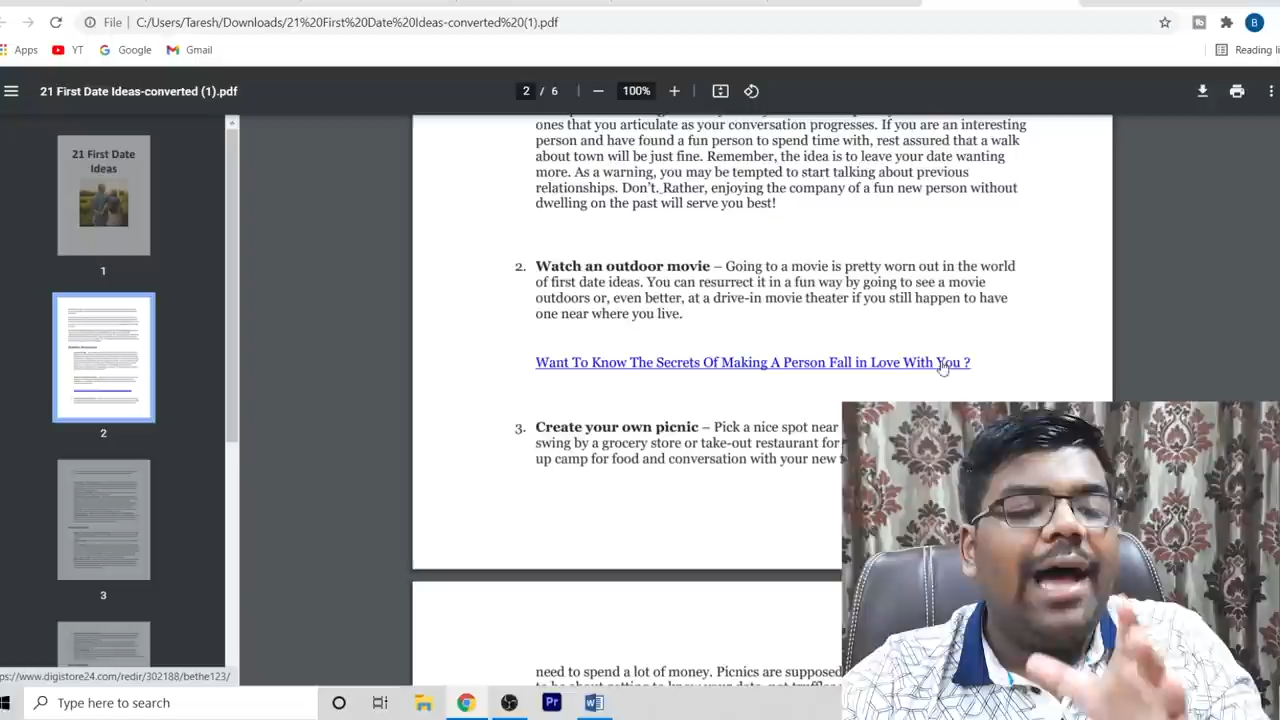 File
C:/Users/Taresh/Downloads/21%20First%20Date%20Ideas-converted%20(1).pdf
B
Apps
YT
Google
Gmail
Reading li
21 First Date Ideas-converted (1).pdf
2 / 6
100%
21 First Date
Ideas
1
2
3
ones that you articulate as your conversation progresses. If you are an interesting
person and have found a fun person to spend time with, rest assured that a walk
about town will be just fine. Remember, the idea is to leave your date wanting
more. As a warning, you may be tempted to start talking about previous
relationships. Don't. Rather, enjoying the company of a fun new person without
dwelling on the past will serve you best!
2. Watch an outdoor movie – Going to a movie is pretty worn out in the world
of first date ideas. You can resurrect it in a fun way by going to see a movie
outdoors or, even better, at a drive-in movie theater if you still happen to have
one near where you live.
Want To Know The Secrets Of Making A Person Fall in Love With You ?
3. Create your own picnic – Pick a nice spot near
swing by a grocery store or take-out restaurant for
up camp for food and conversation with your new
need to spend a lot of money. Picnics are supposed
ps://www.digistore24.com/redir/302188/bethe123/
Type here to search
Pr